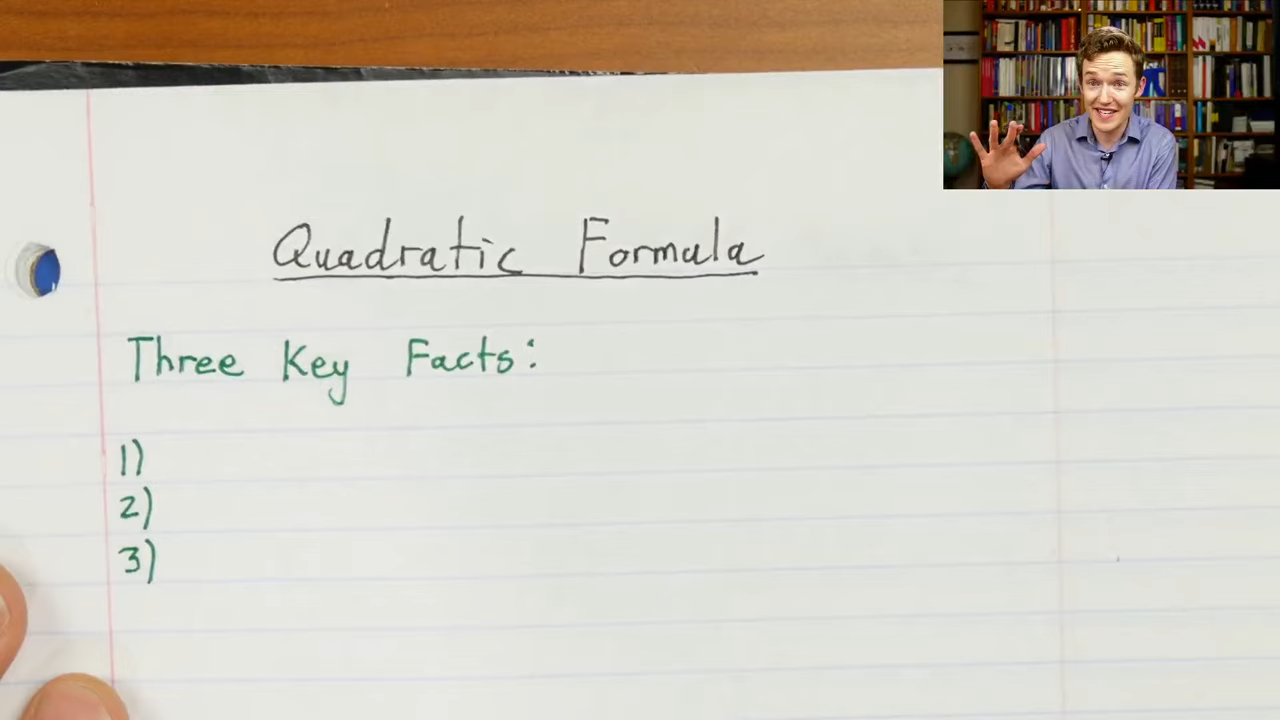 Quadratic Formula
Three Key Facts:
1)
2)
3)